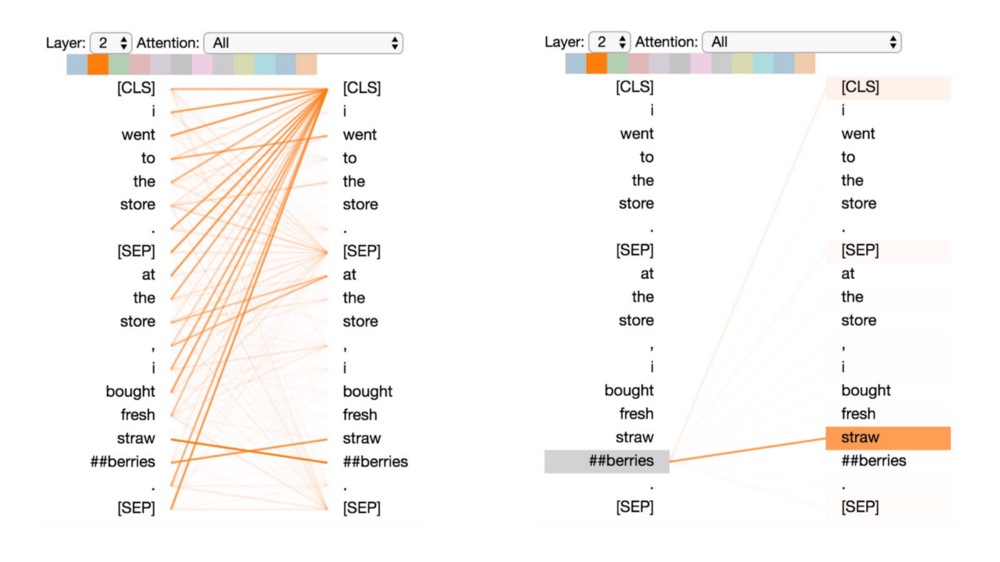 Layer: 2 Attention: All
[CLS] [CLS]
i i
went went
to to
the the
store store
. .
[SEP] [SEP]
at at
the the
store store
, ,
i i
bought bought
fresh fresh
straw straw
##berries ##berries
. .
[SEP] [SEP]
Layer: 2 Attention: All
[CLS] [CLS]
i i
went went
to to
the the
store store
. .
[SEP] [SEP]
at at
the the
store store
, ,
i i
bought bought
fresh fresh
straw straw
##berries ##berries
. .
[SEP] [SEP]